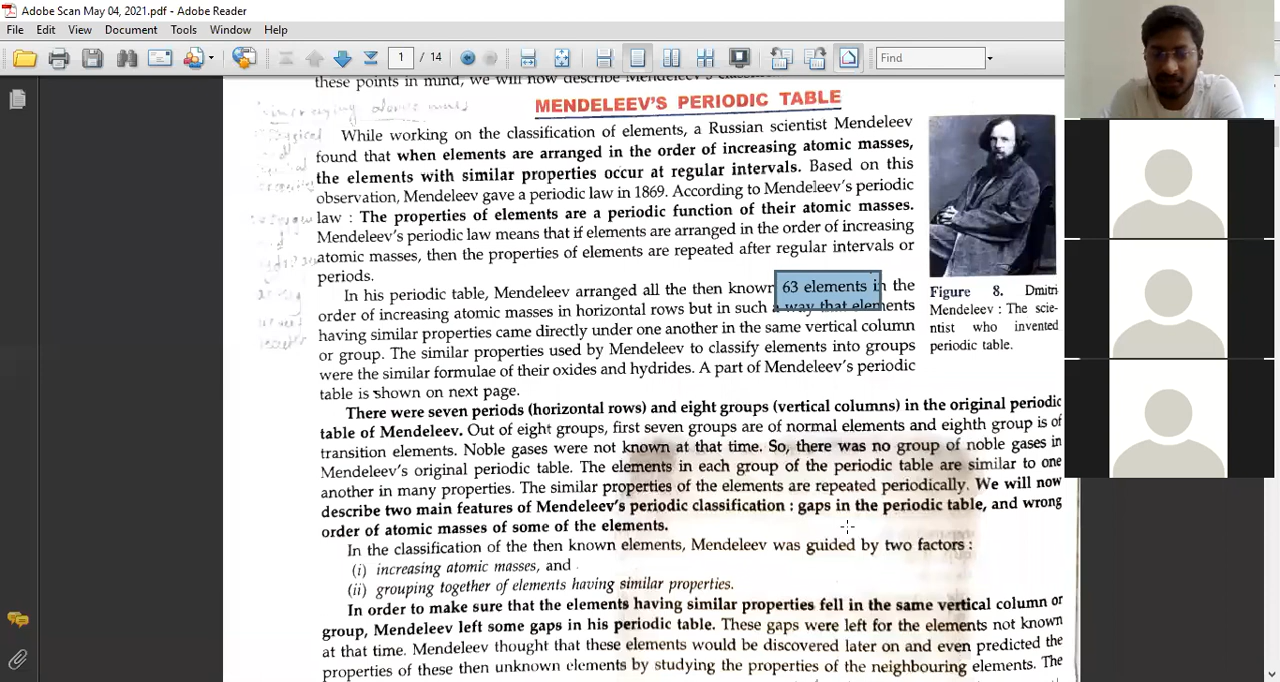 Adobe Scan May 04, 2021.pdf - Adobe Reader
File Edit View Document Tools Window Help
1 / 14 Find
these points in mind, we will now describe Mendeleev's
MENDELEEV'S PERIODIC TABLE
While working on the classification of elements, a Russian scientist Mendeleev
found that when elements are arranged in the order of increasing atomic masses,
the elements with similar properties occur at regular intervals. Based on this
observation, Mendeleev gave a periodic law in 1869. According to Mendeleev's periodic
law : The properties of elements are a periodic function of their atomic masses.
Mendeleev's periodic law means that if elements are arranged in the order of increasing
atomic masses, then the properties of elements are repeated after regular intervals or
periods.
In his periodic table, Mendeleev arranged all the then known 63 elements in the
order of increasing atomic masses in horizontal rows but in such a way that elements
having similar properties came directly under one another in the same vertical column
or group. The similar properties used by Mendeleev to classify elements into groups
were the similar formulae of their oxides and hydrides. A part of Mendeleev's periodic
table is shown on next page.
Figure 8. Dmitri
Mendeleev : The scie-
ntist who invented
periodic table.
There were seven periods (horizontal rows) and eight groups (vertical columns) in the original periodic
table of Mendeleev. Out of eight groups, first seven groups are of normal elements and eighth group is of
transition elements. Noble gases were not known at that time. So, there was no group of noble gases in
Mendeleev's original periodic table. The elements in each group of the periodic table are similar to one
another in many properties. The similar properties of the elements are repeated periodically. We will now
describe two main features of Mendeleev's periodic classification : gaps in the periodic table, and wrong
order of atomic masses of some of the elements.
In the classification of the then known elements, Mendeleev was guided by two factors :
(i) increasing atomic masses, and
(ii) grouping together of elements having similar properties.
In order to make sure that the elements having similar properties fell in the same vertical column or
group, Mendeleev left some gaps in his periodic table. These gaps were left for the elements not known
at that time. Mendeleev thought that these elements would be discovered later on and even predicted the
properties of these then unknown elements by studying the properties of the neighbouring elements. The